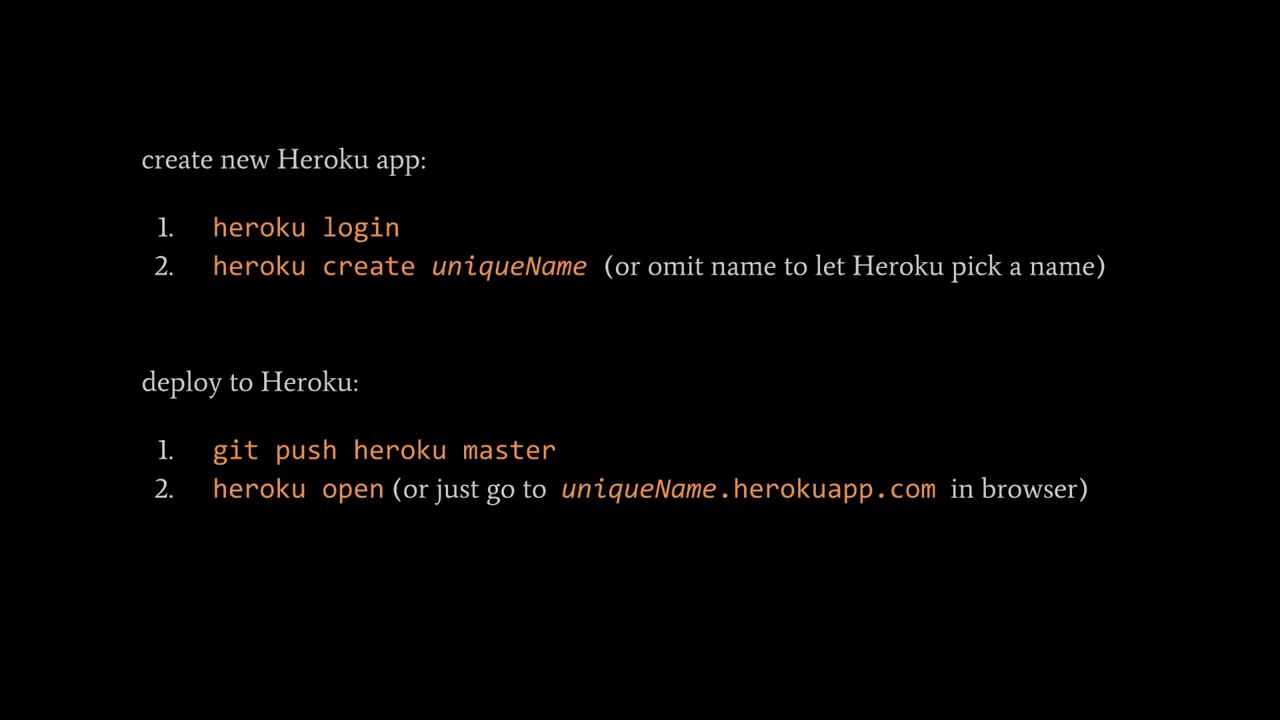 create new Heroku app:
1. heroku login
2. heroku create uniqueName (or omit name to let Heroku pick a name)
deploy to Heroku:
1. git push heroku master
2. heroku open (or just go to uniqueName.herokuapp.com in browser)